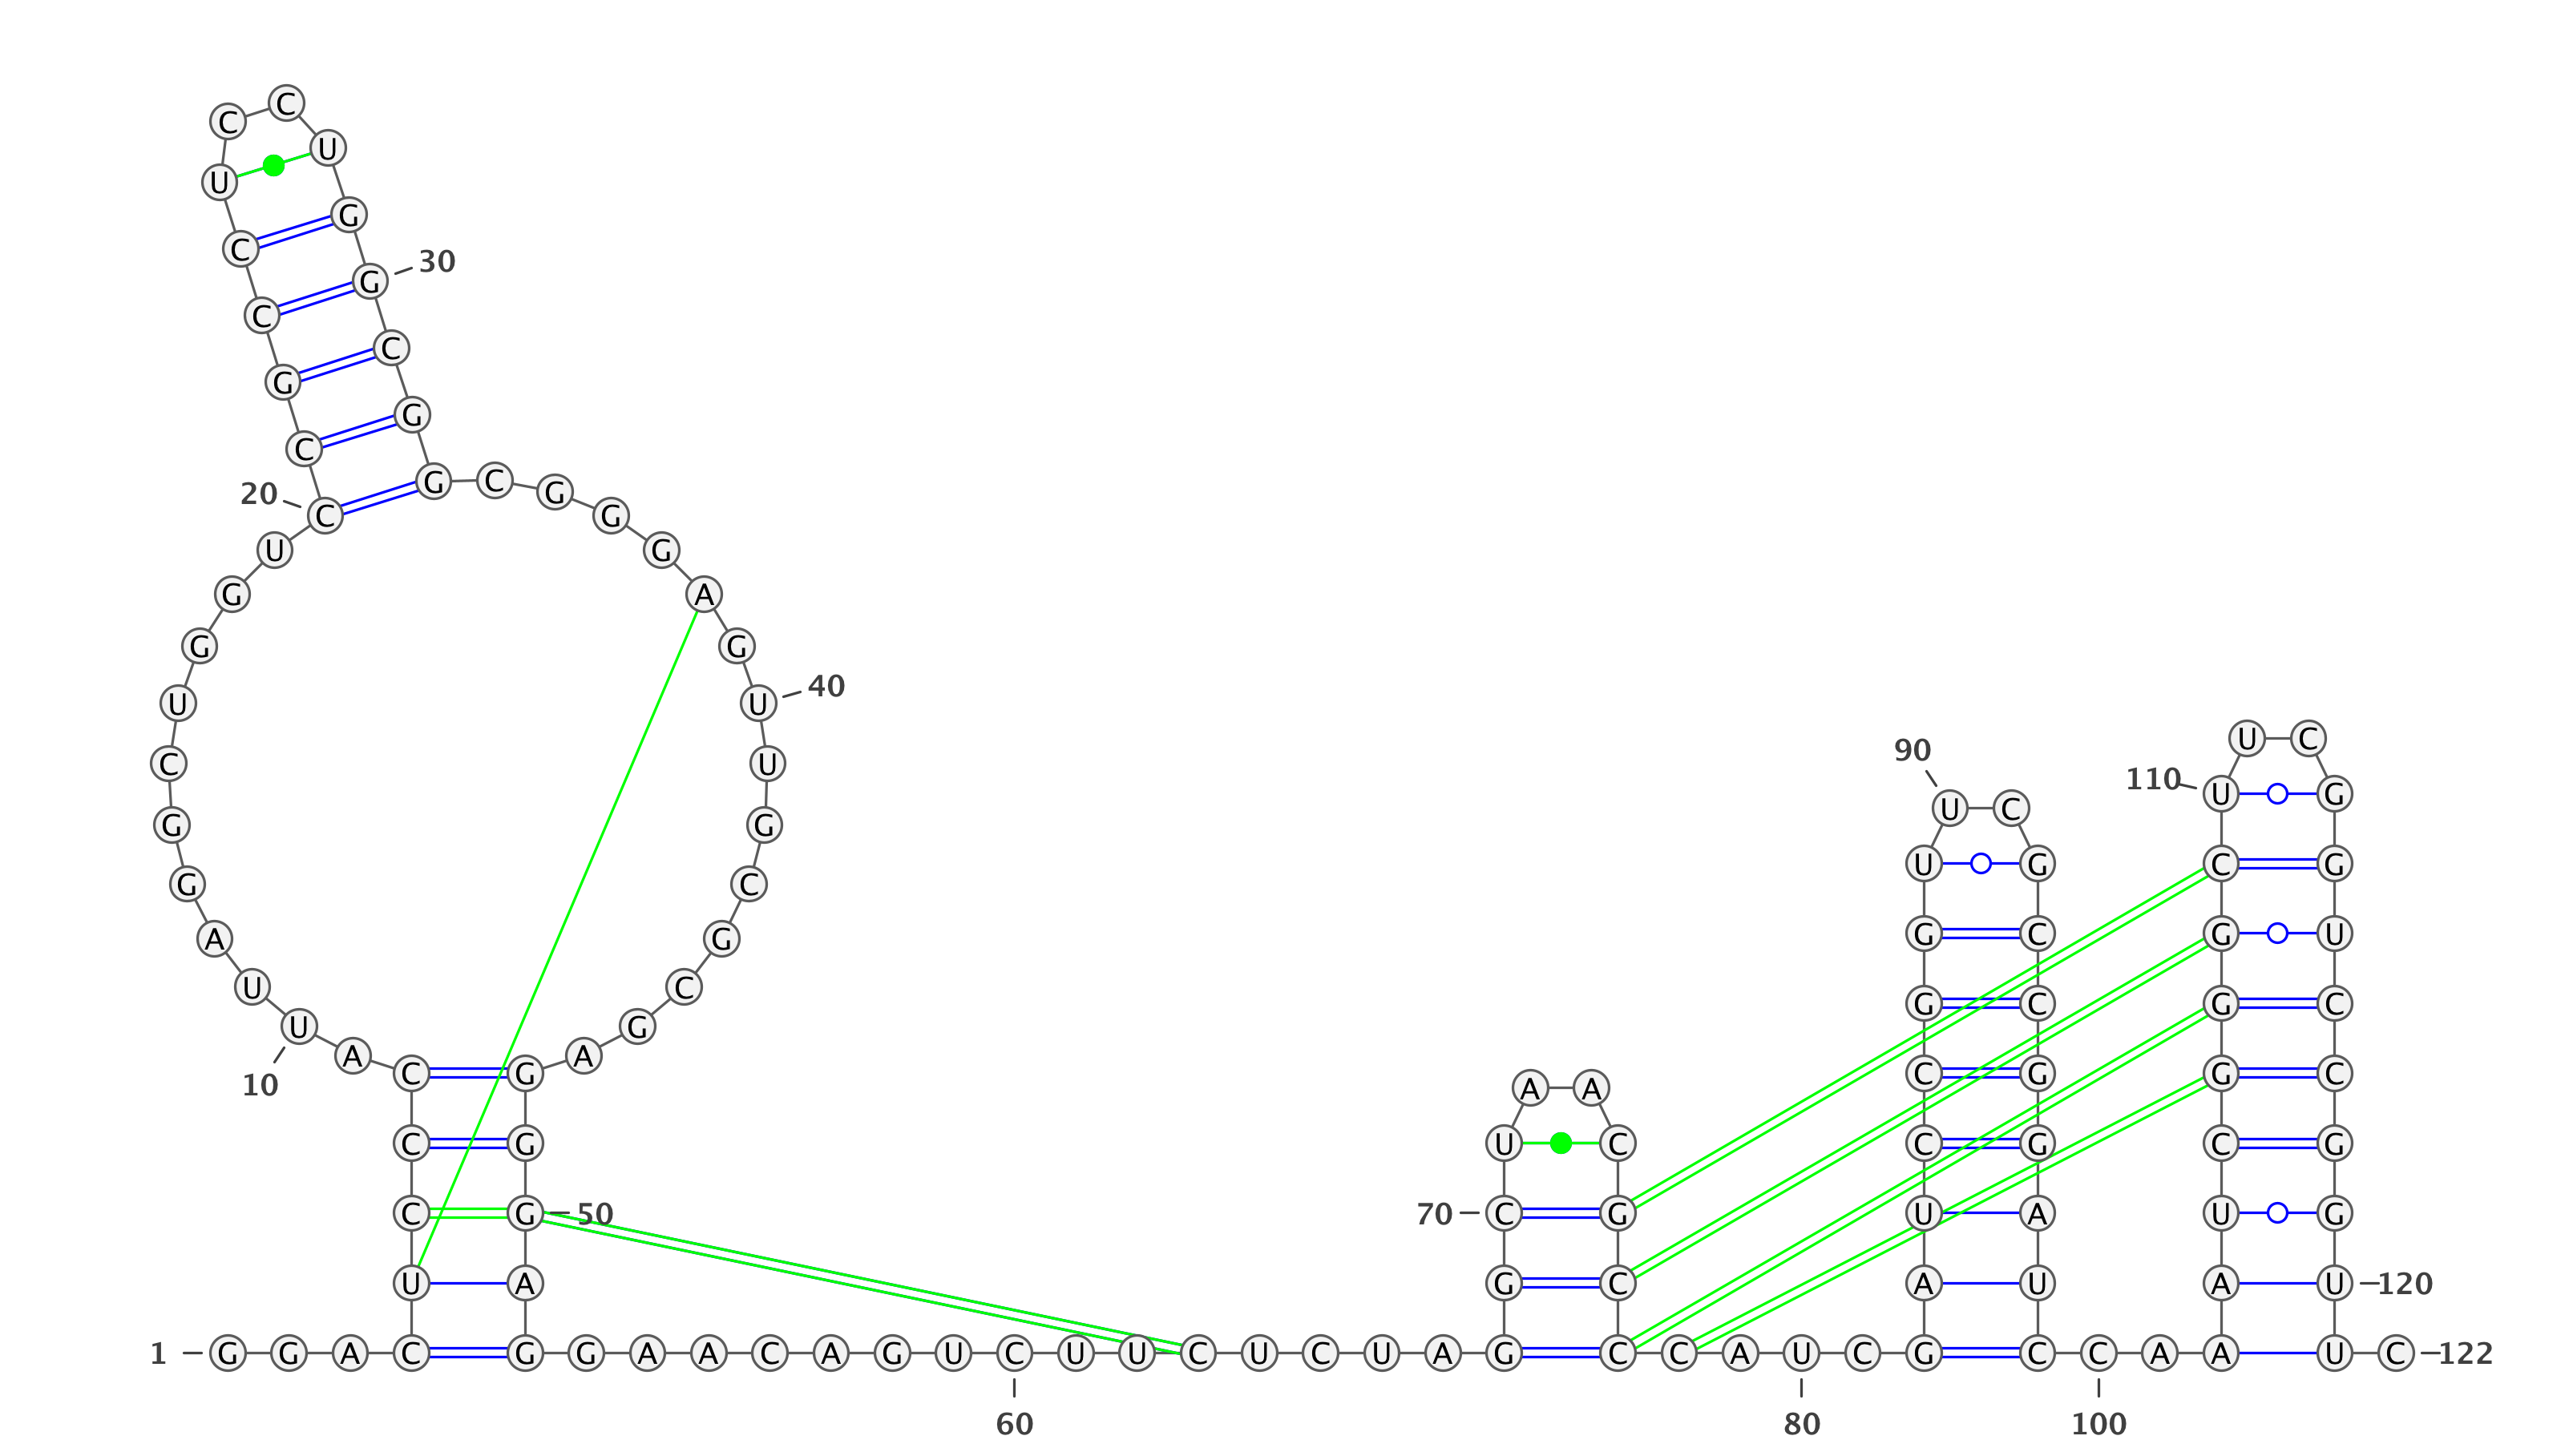 C C
U
U
G
C
G 30
C
C
G
G
C
20 G C G
C G
U G
G A
G G
U U 40
U C
90
C U
110 U G
U C
G G
U G C G
G C
G C G U
A G
U C
G C G C
U G
A A
C G C G G C
10 A A
C G U C C G C G
C G 50 70 C G U A U G
U A G C A U A U 120
1 G G A C G G A A C A G U C U U C U C U A G C C A U C G C C A A U C 122
60 80 100